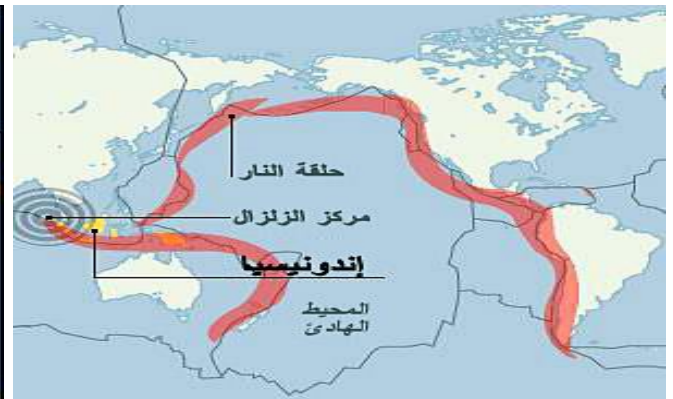 حلقة النار
مركز الزلزال
إندونيسيا
المحيط
الهادئ